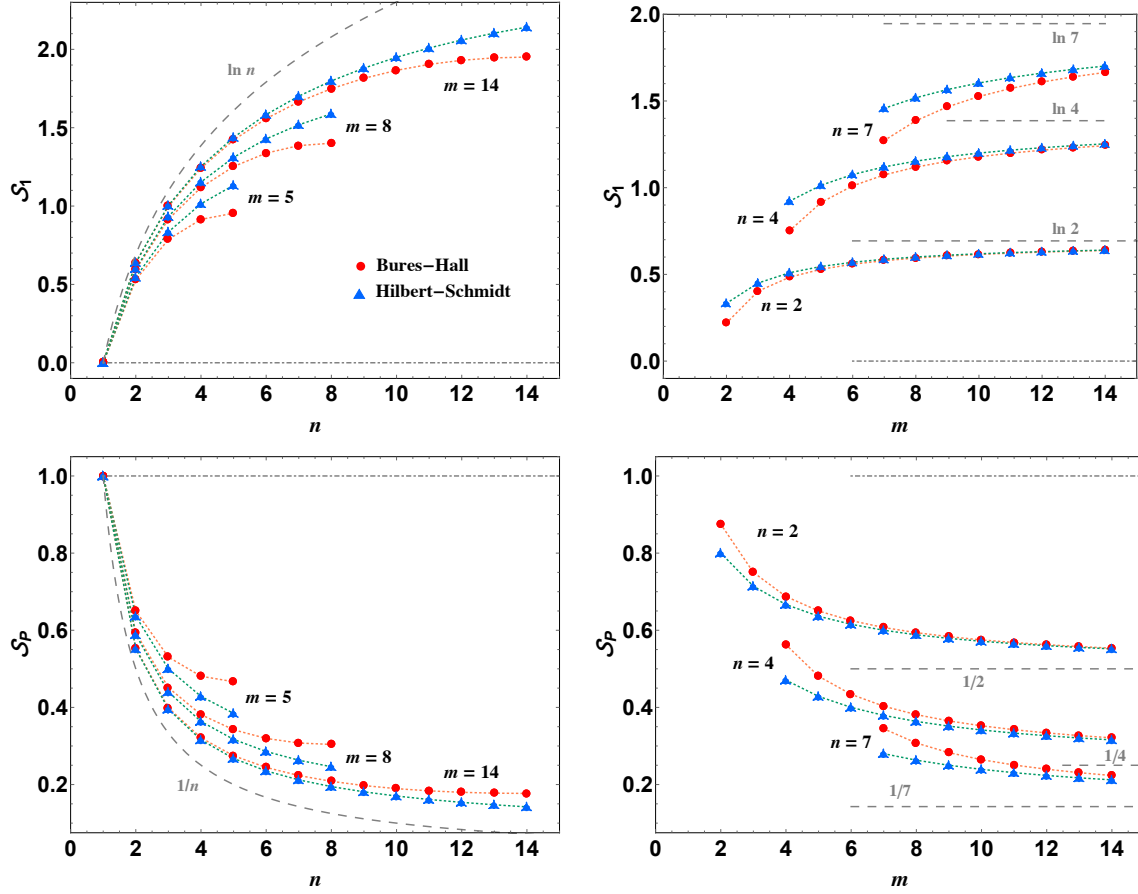 2.0
1.5
1.0
0.5
0.0
S1
ln n
m = 14
m = 8
m = 5
Bures−Hall
Hilbert−Schmidt
0 2 4 6 8 10 12 14
n
2.0
1.5
1.0
0.5
0.0
S1
ln 7
n = 7
ln 4
n = 4
ln 2
n = 2
0 2 4 6 8 10 12 14
m
1.0
0.8
0.6
0.4
0.2
SP
m = 5
m = 8
m = 14
1/n
0 2 4 6 8 10 12 14
n
1.0
0.8
0.6
0.4
0.2
SP
n = 2
n = 4
1/2
n = 7
1/4
1/7
0 2 4 6 8 10 12 14
m